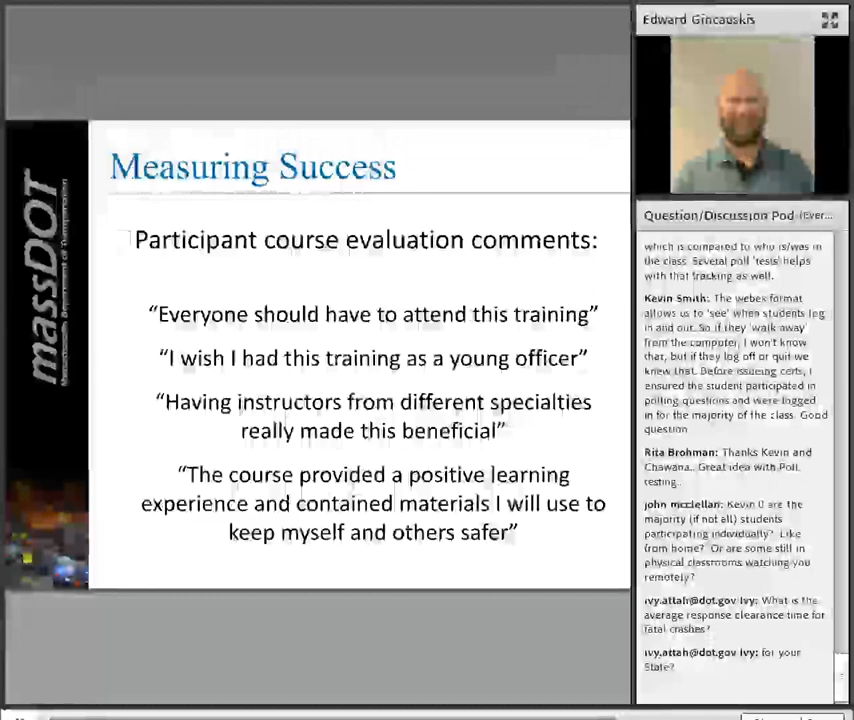 Edward Gincauskis
massDOT
Massachusetts Department of Transportation
Measuring Success
Participant course evaluation comments:
“Everyone should have to attend this training”
“I wish I had this training as a young officer”
“Having instructors from different specialties
really made this beneficial”
“The course provided a positive learning
experience and contained materials I will use to
keep myself and others safer”
Question/Discussion Pod (Ever...
which is compared to who is/was in
the class. Several poll 'tests' helps
with that tracking as well.
Kevin Smith: The webex format
allows us to 'see' when students log
in and out. So if they 'walk away'
from the computer, I won't know
that, but if they log off or quit we
know that. Before issuing certs, I
ensured the student participated in
polling questions and were logged
in for the majority of the class. Good
question
Rita Brohman: Thanks Kevin and
Chawana.. Great idea with Poll
testing.
john mcclellan: Kevin are the
majority (if not all) students
participating individually? Like
from home? Or are some still in
physical classrooms watching you
remotely?
ivy.attah@dot.gov Ivy: What is the
average response clearance time for
fatal crashes?
ivy.attah@dot.gov Ivy: for your
State?